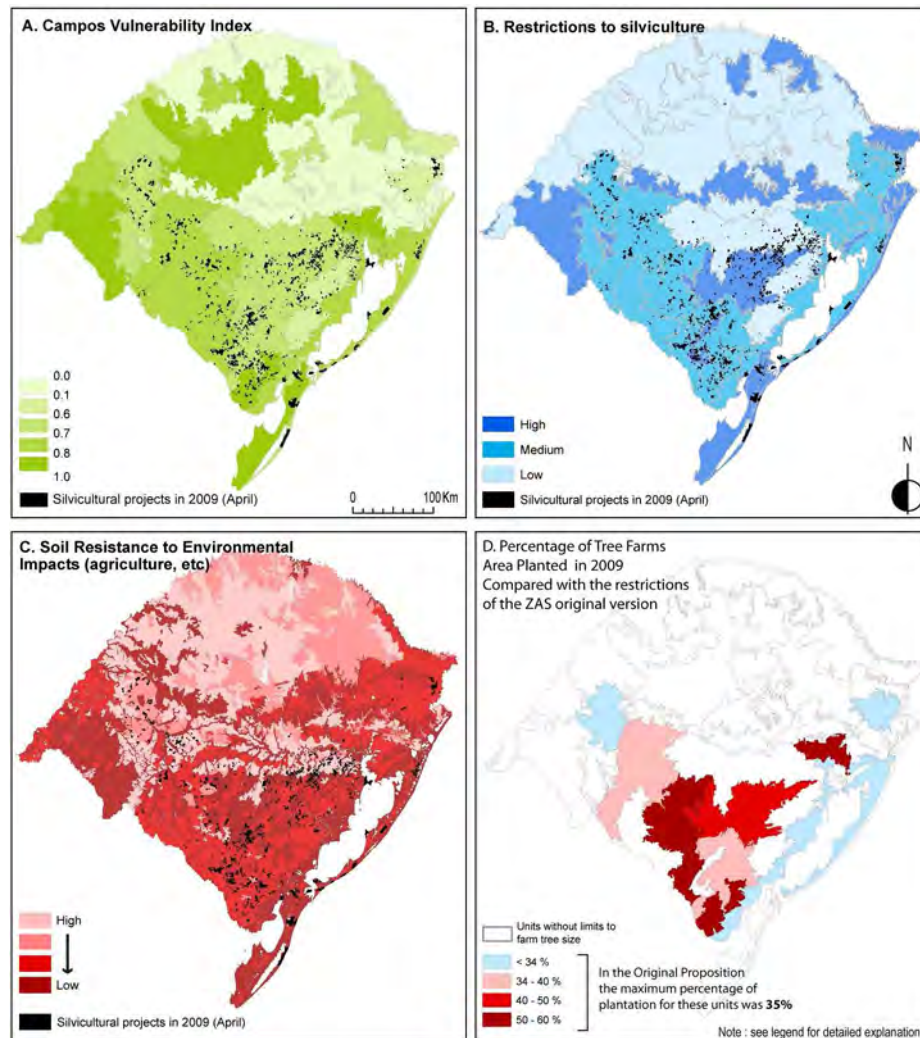 A. Campos Vulnerability Index
0.0
0.1
0.6
0.7
0.8
1.0
Silvicultural projects in 2009 (April)
0 100Km
B. Restrictions to silviculture
High
Medium
Low
Silvicultural projects in 2009 (April)
N
C. Soil Resistance to Environmental
Impacts (agriculture, etc)
High
Low
Silvicultural projects in 2009 (April)
D. Percentage of Tree Farms
Area Planted in 2009
Compared with the restrictions
of the ZAS original version
Units without limits to
farm tree size
< 34 %
34 - 40 %
40 - 50 %
50 - 60 %
In the Original Proposition
the maximum percentage of
plantation for these units was 35%
Note : see legend for detailed explanation